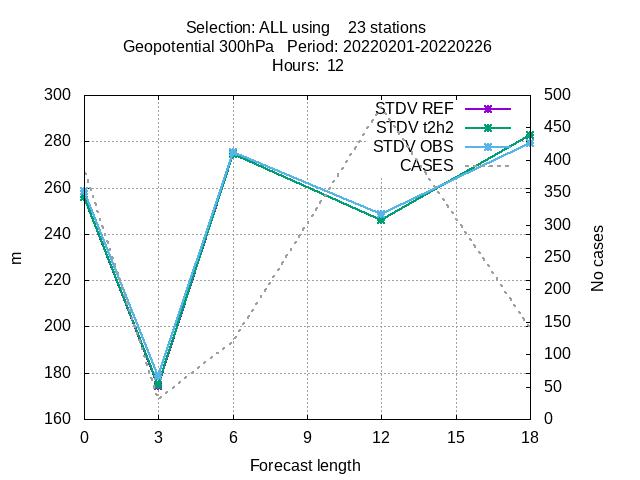 Selection: ALL using    23 stations
Geopotential 300hPa   Period: 20220201-20220226
Hours:  12
300 500
STDV REF
280 450
STDV t2h2
STDV OBS
400
CASES
260 350
240 300
m
No cases
220 250
200
200 150
180 100
50
160 0
0 3 6 9 12 15 18
Forecast length